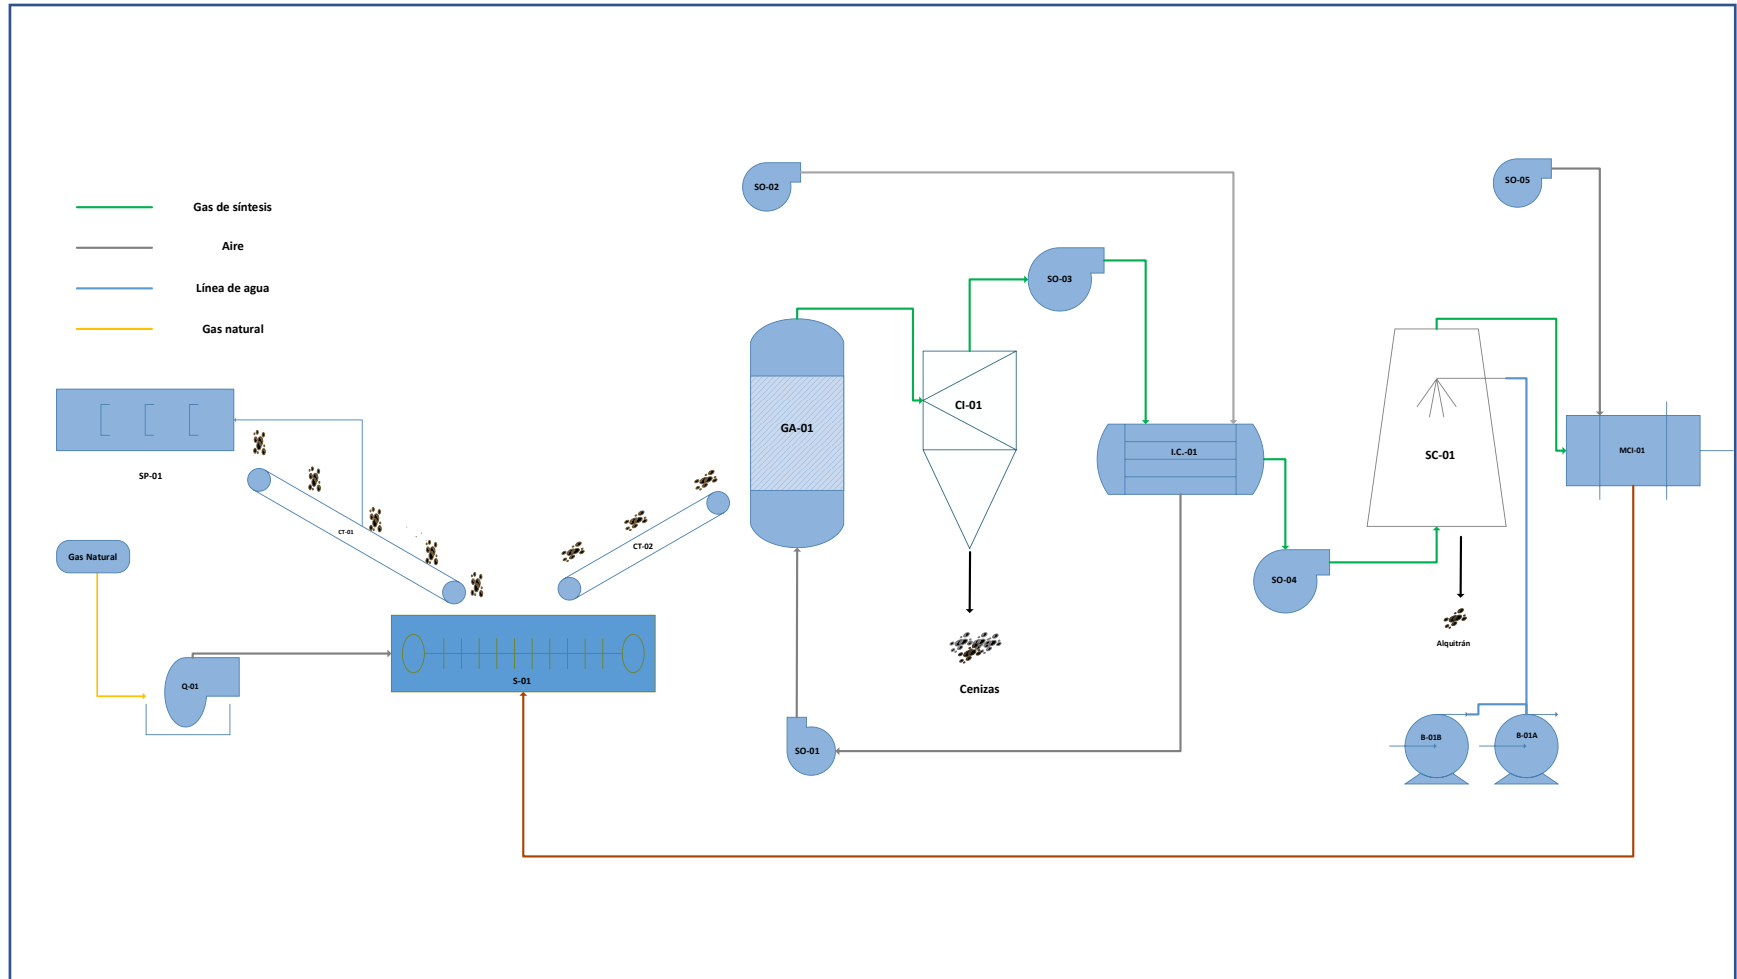 SO-02
SO-05
Gas de síntesis
Aire
SO-03
Línea de agua
Gas natural
CI-01
GA-01
I.C.-01
SC-01
MCI-01
SP-01
CT-01
CT-02
Gas Natural
SO-04
Alquitrán
S-01
Q-01
Cenizas
B-01B
B-01A
SO-01